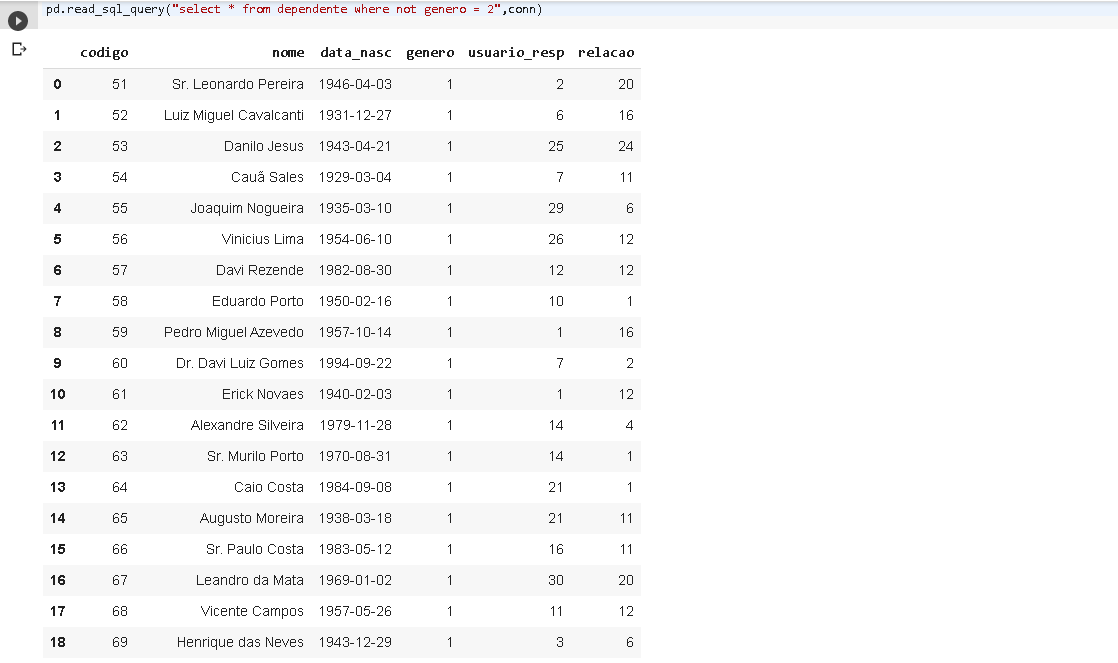 pd.read_sql_query("select * from dependente where not genero = 2",conn)
codigo nome data_nasc genero usuario_resp relacao
0 51 Sr. Leonardo Pereira 1946-04-03 1 2 20
1 52 Luiz Miguel Cavalcanti 1931-12-27 1 6 16
2 53 Danilo Jesus 1943-04-21 1 25 24
3 54 Cauã Sales 1929-03-04 1 7 11
4 55 Joaquim Nogueira 1935-03-10 1 29 6
5 56 Vinicius Lima 1954-06-10 1 26 12
6 57 Davi Rezende 1982-08-30 1 12 12
7 58 Eduardo Porto 1950-02-16 1 10 1
8 59 Pedro Miguel Azevedo 1957-10-14 1 1 16
9 60 Dr. Davi Luiz Gomes 1994-09-22 1 7 2
10 61 Erick Novaes 1940-02-03 1 1 12
11 62 Alexandre Silveira 1979-11-28 1 14 4
12 63 Sr. Murilo Porto 1970-08-31 1 14 1
13 64 Caio Costa 1984-09-08 1 21 1
14 65 Augusto Moreira 1938-03-18 1 21 11
15 66 Sr. Paulo Costa 1983-05-12 1 16 11
16 67 Leandro da Mata 1969-01-02 1 30 20
17 68 Vicente Campos 1957-05-26 1 11 12
18 69 Henrique das Neves 1943-12-29 1 3 6